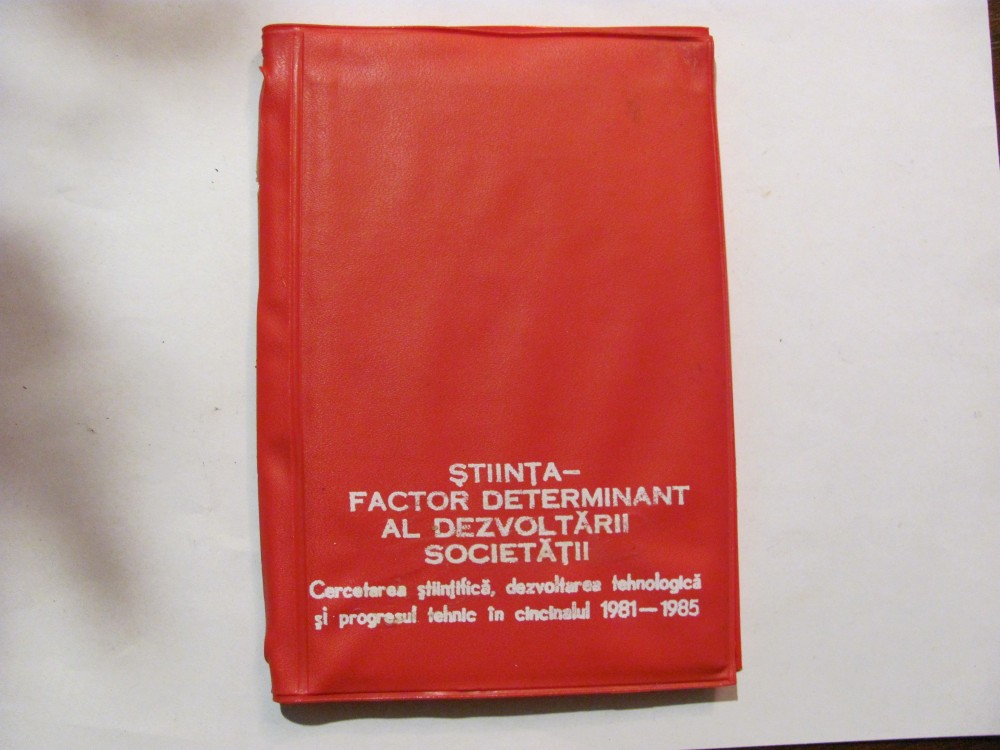 ŞTIINŢA–
FACTOR DETERMINANT
AL DEZVOLTĂRII
SOCIETĂŢII
Cercetarea ştiinţifică, dezvoltarea tehnologică
şi progresul tehnic în cincinalul 1981—1985